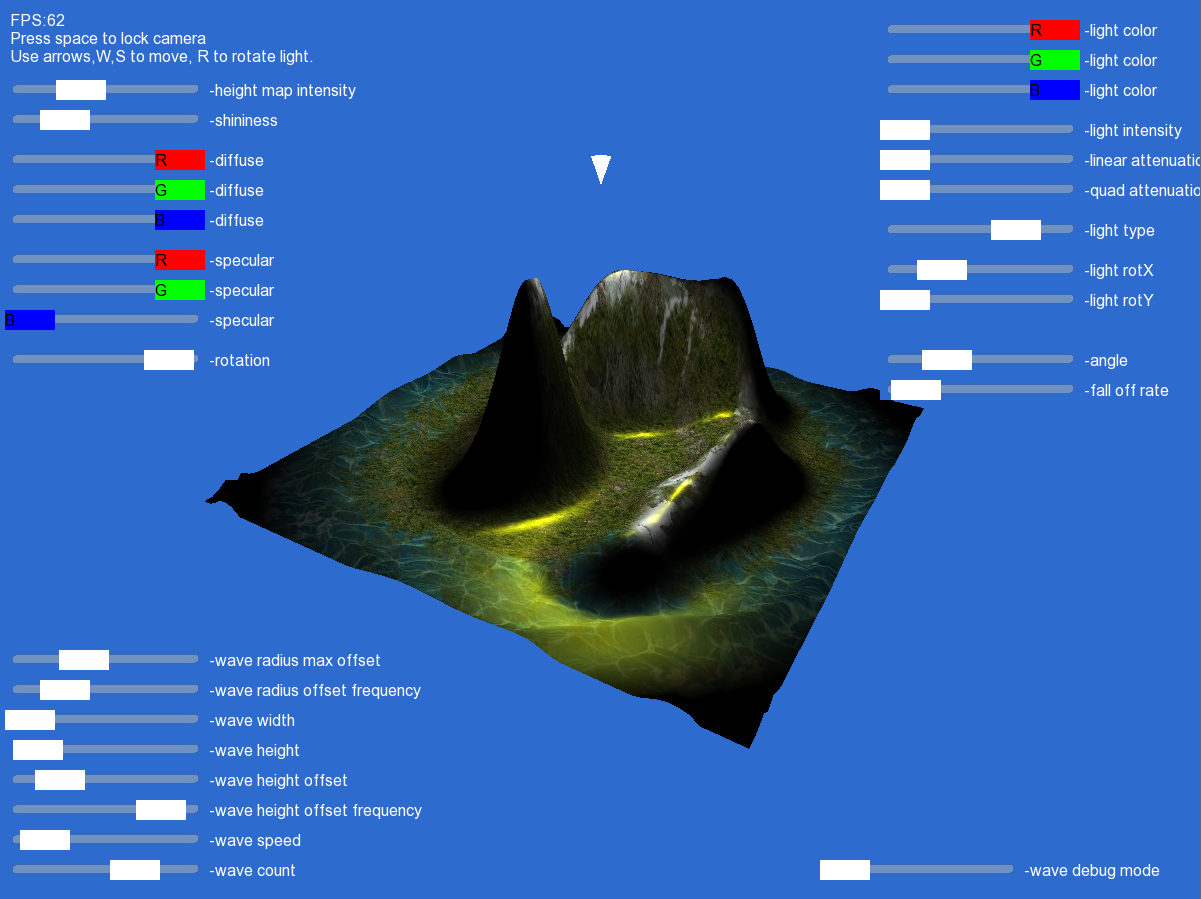 FPS:62
Press space to lock camera
Use arrows,W,S to move, R to rotate light.
-height map intensity
-shininess
R -diffuse
G -diffuse
B -diffuse
R -specular
G -specular
B -specular
-rotation
R -light color
G -light color
B -light color
-light intensity
-linear attenuatio
-quad attenuatio
-light type
-light rotX
-light rotY
-angle
-fall off rate
-wave radius max offset
-wave radius offset frequency
-wave width
-wave height
-wave height offset
-wave height offset frequency
-wave speed
-wave count
-wave debug mode